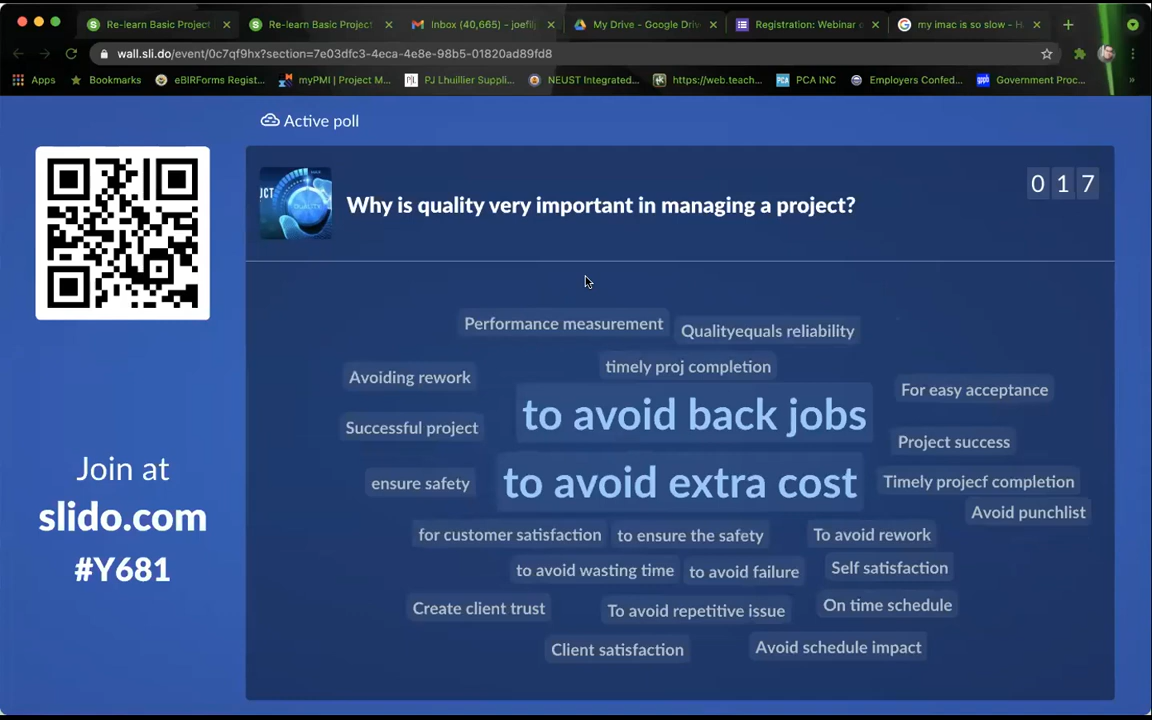 Re-learn Basic Project
Re-learn Basic Project
Inbox (40,665) - joeflip
My Drive - Google Driv
Registration: Webinar o
my imac is so slow - H
wall.sli.do/event/0c7qf9hx?section=7e03dfc3-4eca-4e8e-98b5-01820ad89fd8
Apps
Bookmarks
eBIRForms Regist...
myPMI | Project M...
PJ Lhuillier Suppli...
NEUST Integrated...
https://web.teach...
PCA INC
Employers Confed...
Government Proc...
Active poll
Why is quality very important in managing a project?
0 1 7
Performance measurement
Qualityequals reliability
timely proj completion
Avoiding rework
For easy acceptance
to avoid back jobs
Successful project
Project success
ensure safety
to avoid extra cost
Timely projecf completion
Avoid punchlist
for customer satisfaction
to ensure the safety
To avoid rework
to avoid wasting time
to avoid failure
Self satisfaction
Create client trust
To avoid repetitive issue
On time schedule
Client satisfaction
Avoid schedule impact
Join at
slido.com
#Y681